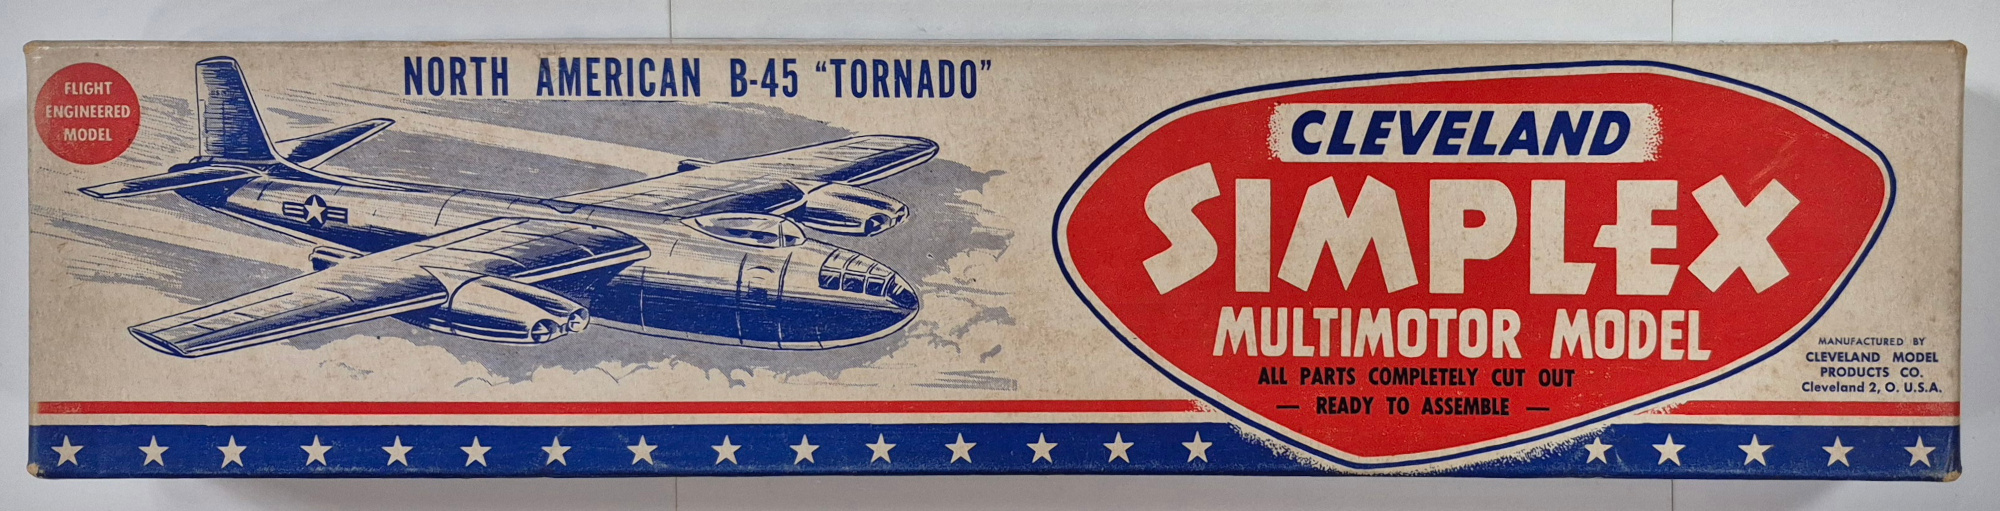 FLIGHT
ENGINEERED
MODEL
NORTH AMERICAN B-45 “TORNADO”
CLEVELAND
SIMPLEX
MULTIMOTOR MODEL
ALL PARTS COMPLETELY CUT OUT
— READY TO ASSEMBLE —
MANUFACTURED BY
CLEVELAND MODEL
PRODUCTS CO.
Cleveland 2, O. U.S.A.